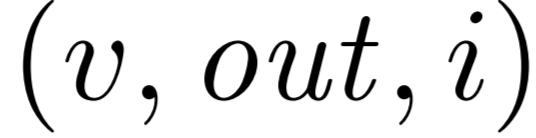 (v, out, i)